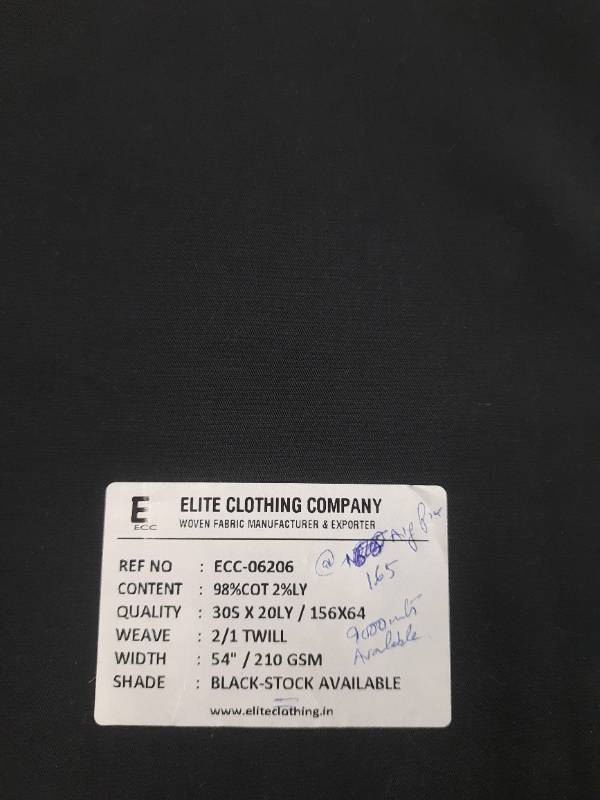 E
ECC
ELITE CLOTHING COMPANY
WOVEN FABRIC MANUFACTURER & EXPORTER
REF NO : ECC-06206
CONTENT : 98%COT 2%LY
QUALITY : 30S X 20LY / 156X64
WEAVE : 2/1 TWILL
WIDTH : 54" / 210 GSM
SHADE : BLACK-STOCK AVAILABLE
www.eliteclothing.in
@
165
9000mts
Available